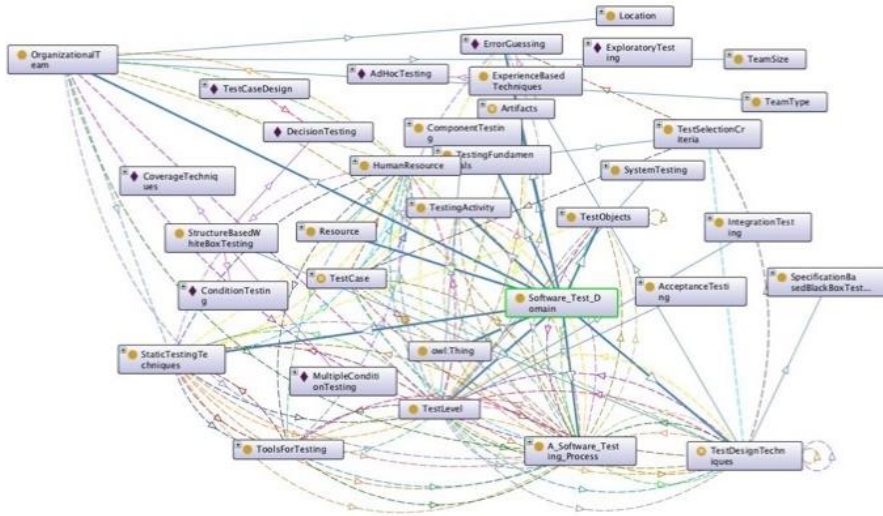 Location
OrganizationalT
eam
ErrorGuessing
ExploratoryTes
ting
TeamSize
AdHocTesting
ExperienceBased
Techniques
TestCaseDesign
TeamType
Artifacts
DecisionTesting
ComponentTestin
g
TestSelectionCr
iteria
TestingFundamen
tals
HumanResource
SystemTesting
CoverageTechniq
ues
TestingActivity
TestObjects
IntegrationTest
ing
StructureBasedW
hiteBoxTesting
Resource
TestCase
AcceptanceTesti
ng
SpecificationBa
sedBlackBoxTest...
ConditionTestin
g
Software_Test_D
omain
StaticTestingTe
chniques
owl:Thing
MultipleConditi
onTesting
TestLevel
ToolsForTesting
A_Software_Test
ing_Process
TestDesignTechn
iques